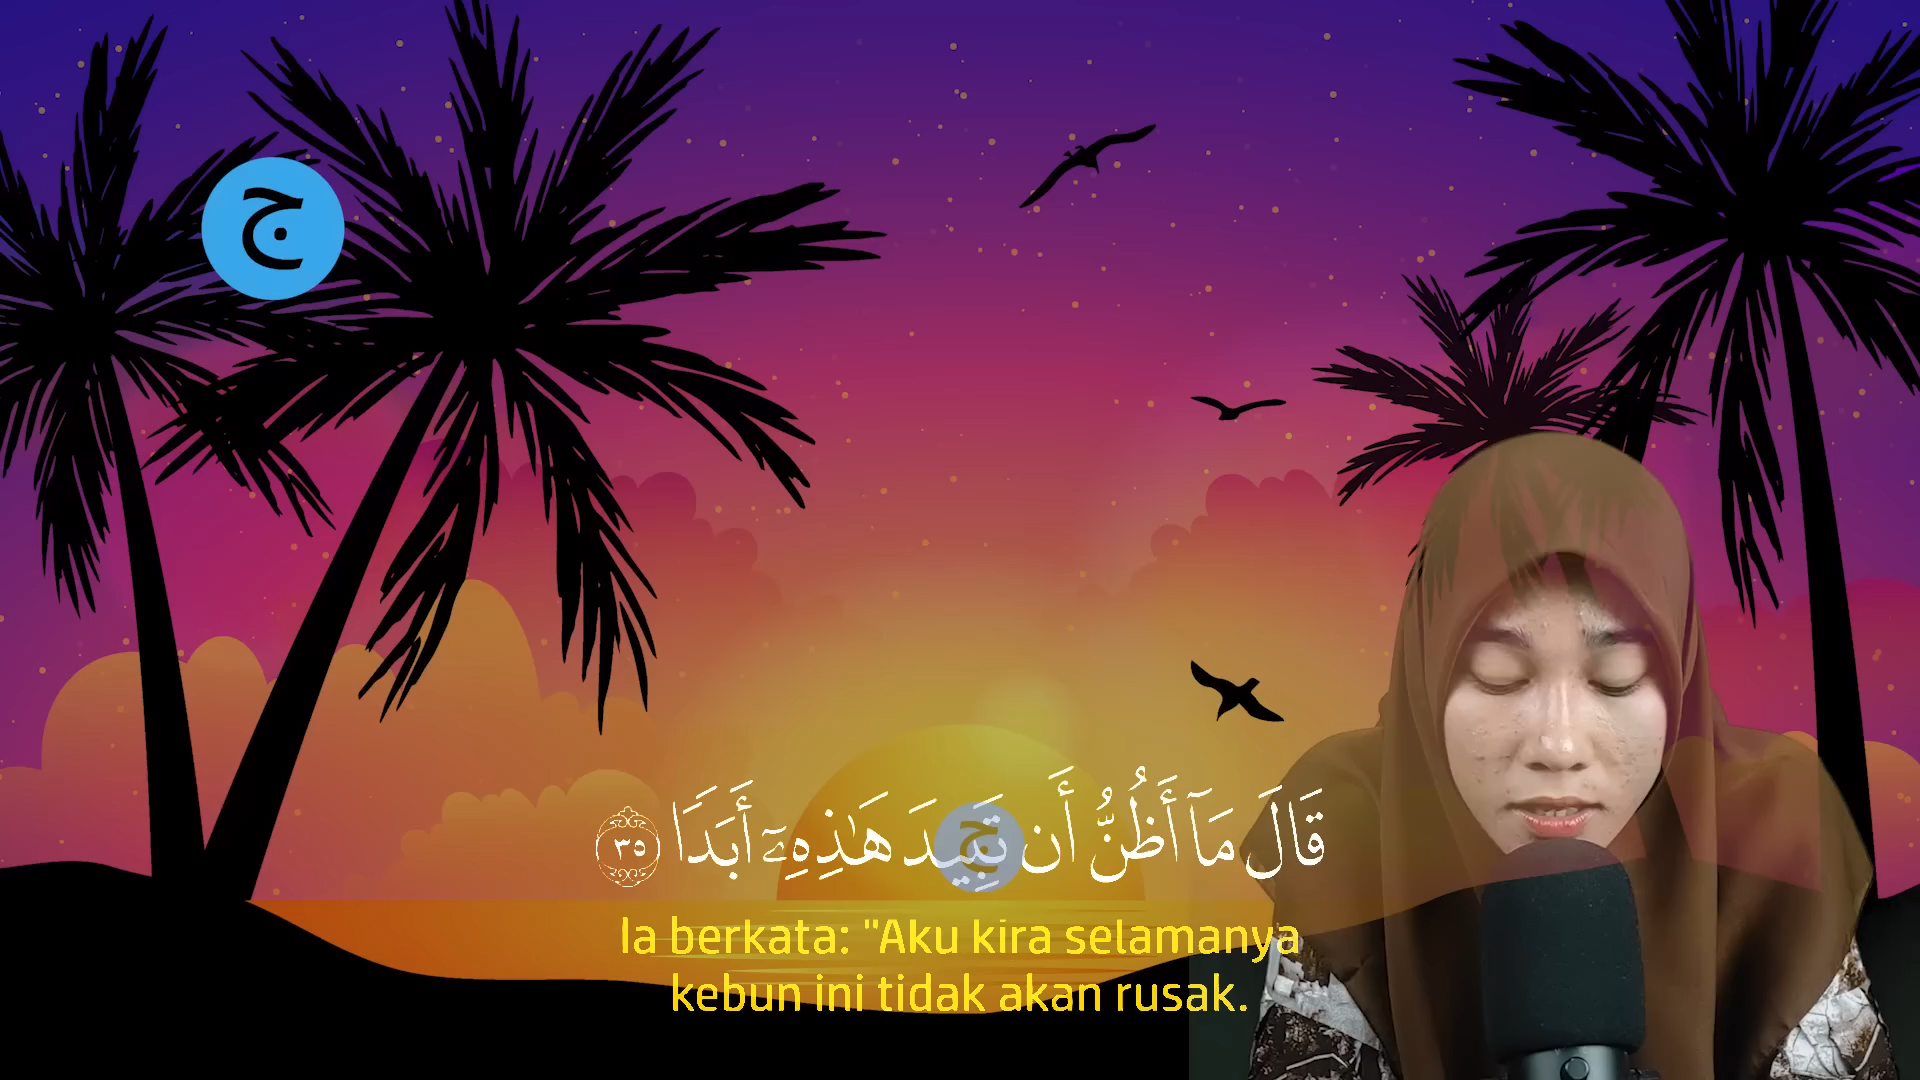 ج
قَالَ مَآ أَظُنُّ أَن تَبِيدَ هَٰذِهِۦٓ أَبَدًا ٣٥
ج
Ia berkata: "Aku kira selamanya
kebun ini tidak akan rusak.